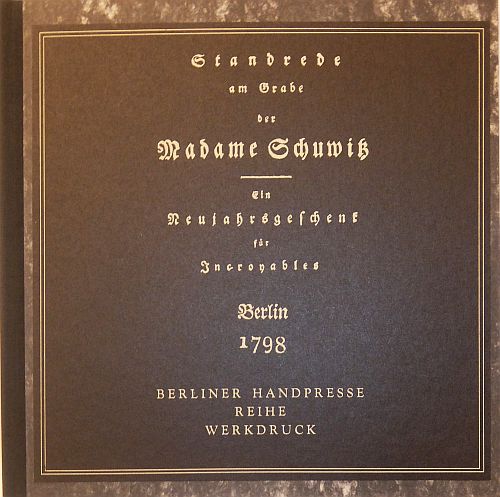 Standrede
am Grabe
der
Madame Schuwitz
Ein
Neujahrsgeſchenk
für
Incroyables
Berlin
1798
BERLINER HANDPRESSE
REIHE
WERKDRUCK